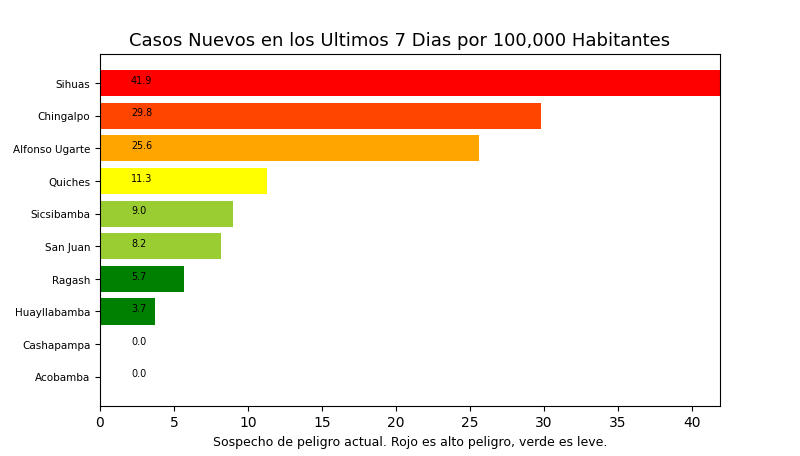 Casos Nuevos en los Ultimos 7 Dias por 100,000 Habitantes
Sihuas 41.9
Chingalpo 29.8
Alfonso Ugarte 25.6
Quiches 11.3
Sicsibamba 9.0
San Juan 8.2
Ragash 5.7
Huayllabamba 3.7
Cashapampa 0.0
Acobamba 0.0
0 5 10 15 20 25 30 35 40
Sospecho de peligro actual. Rojo es alto peligro, verde es leve.